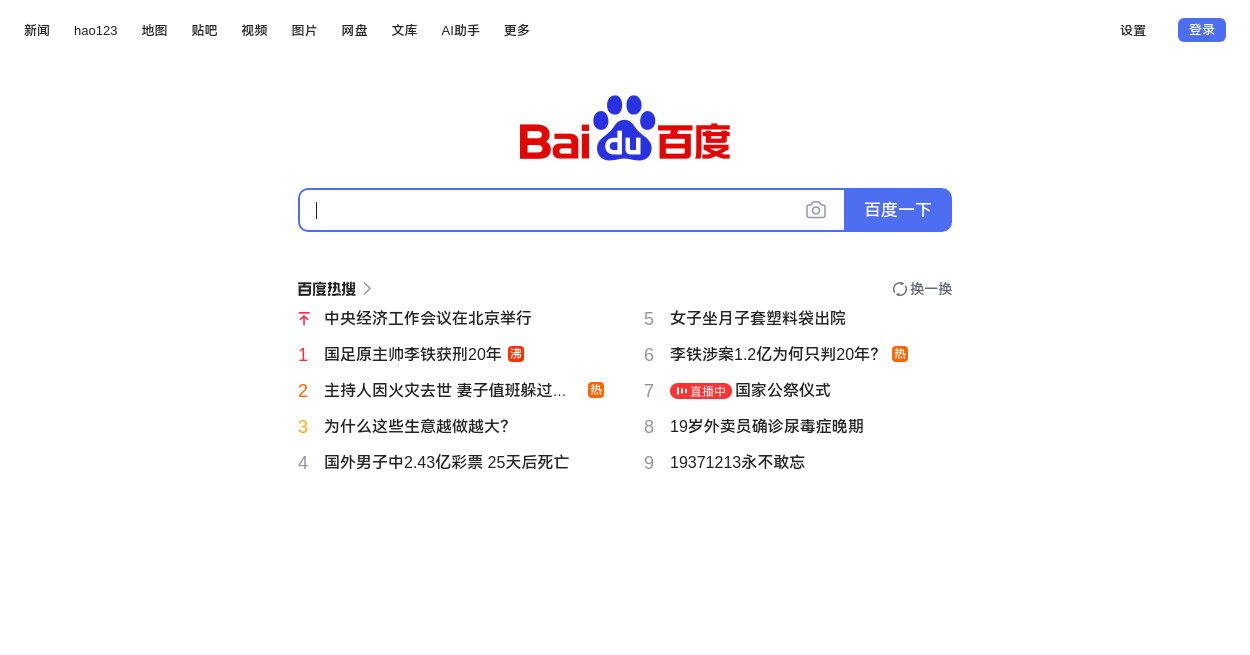 新闻 hao123 地图 贴吧 视频 图片 网盘 文库 AI助手 更多 设置 登录
Bai du 百度
百度一下
百度热搜 换一换
中央经济工作会议在北京举行
1 国足原主帅李铁获刑20年 沸
2 主持人因火灾去世 妻子值班躲过... 热
3 为什么这些生意越做越大?
4 国外男子中2.43亿彩票 25天后死亡
5 女子坐月子套塑料袋出院
6 李铁涉案1.2亿为何只判20年? 热
7 直播中 国家公祭仪式
8 19岁外卖员确诊尿毒症晚期
9 19371213永不敢忘